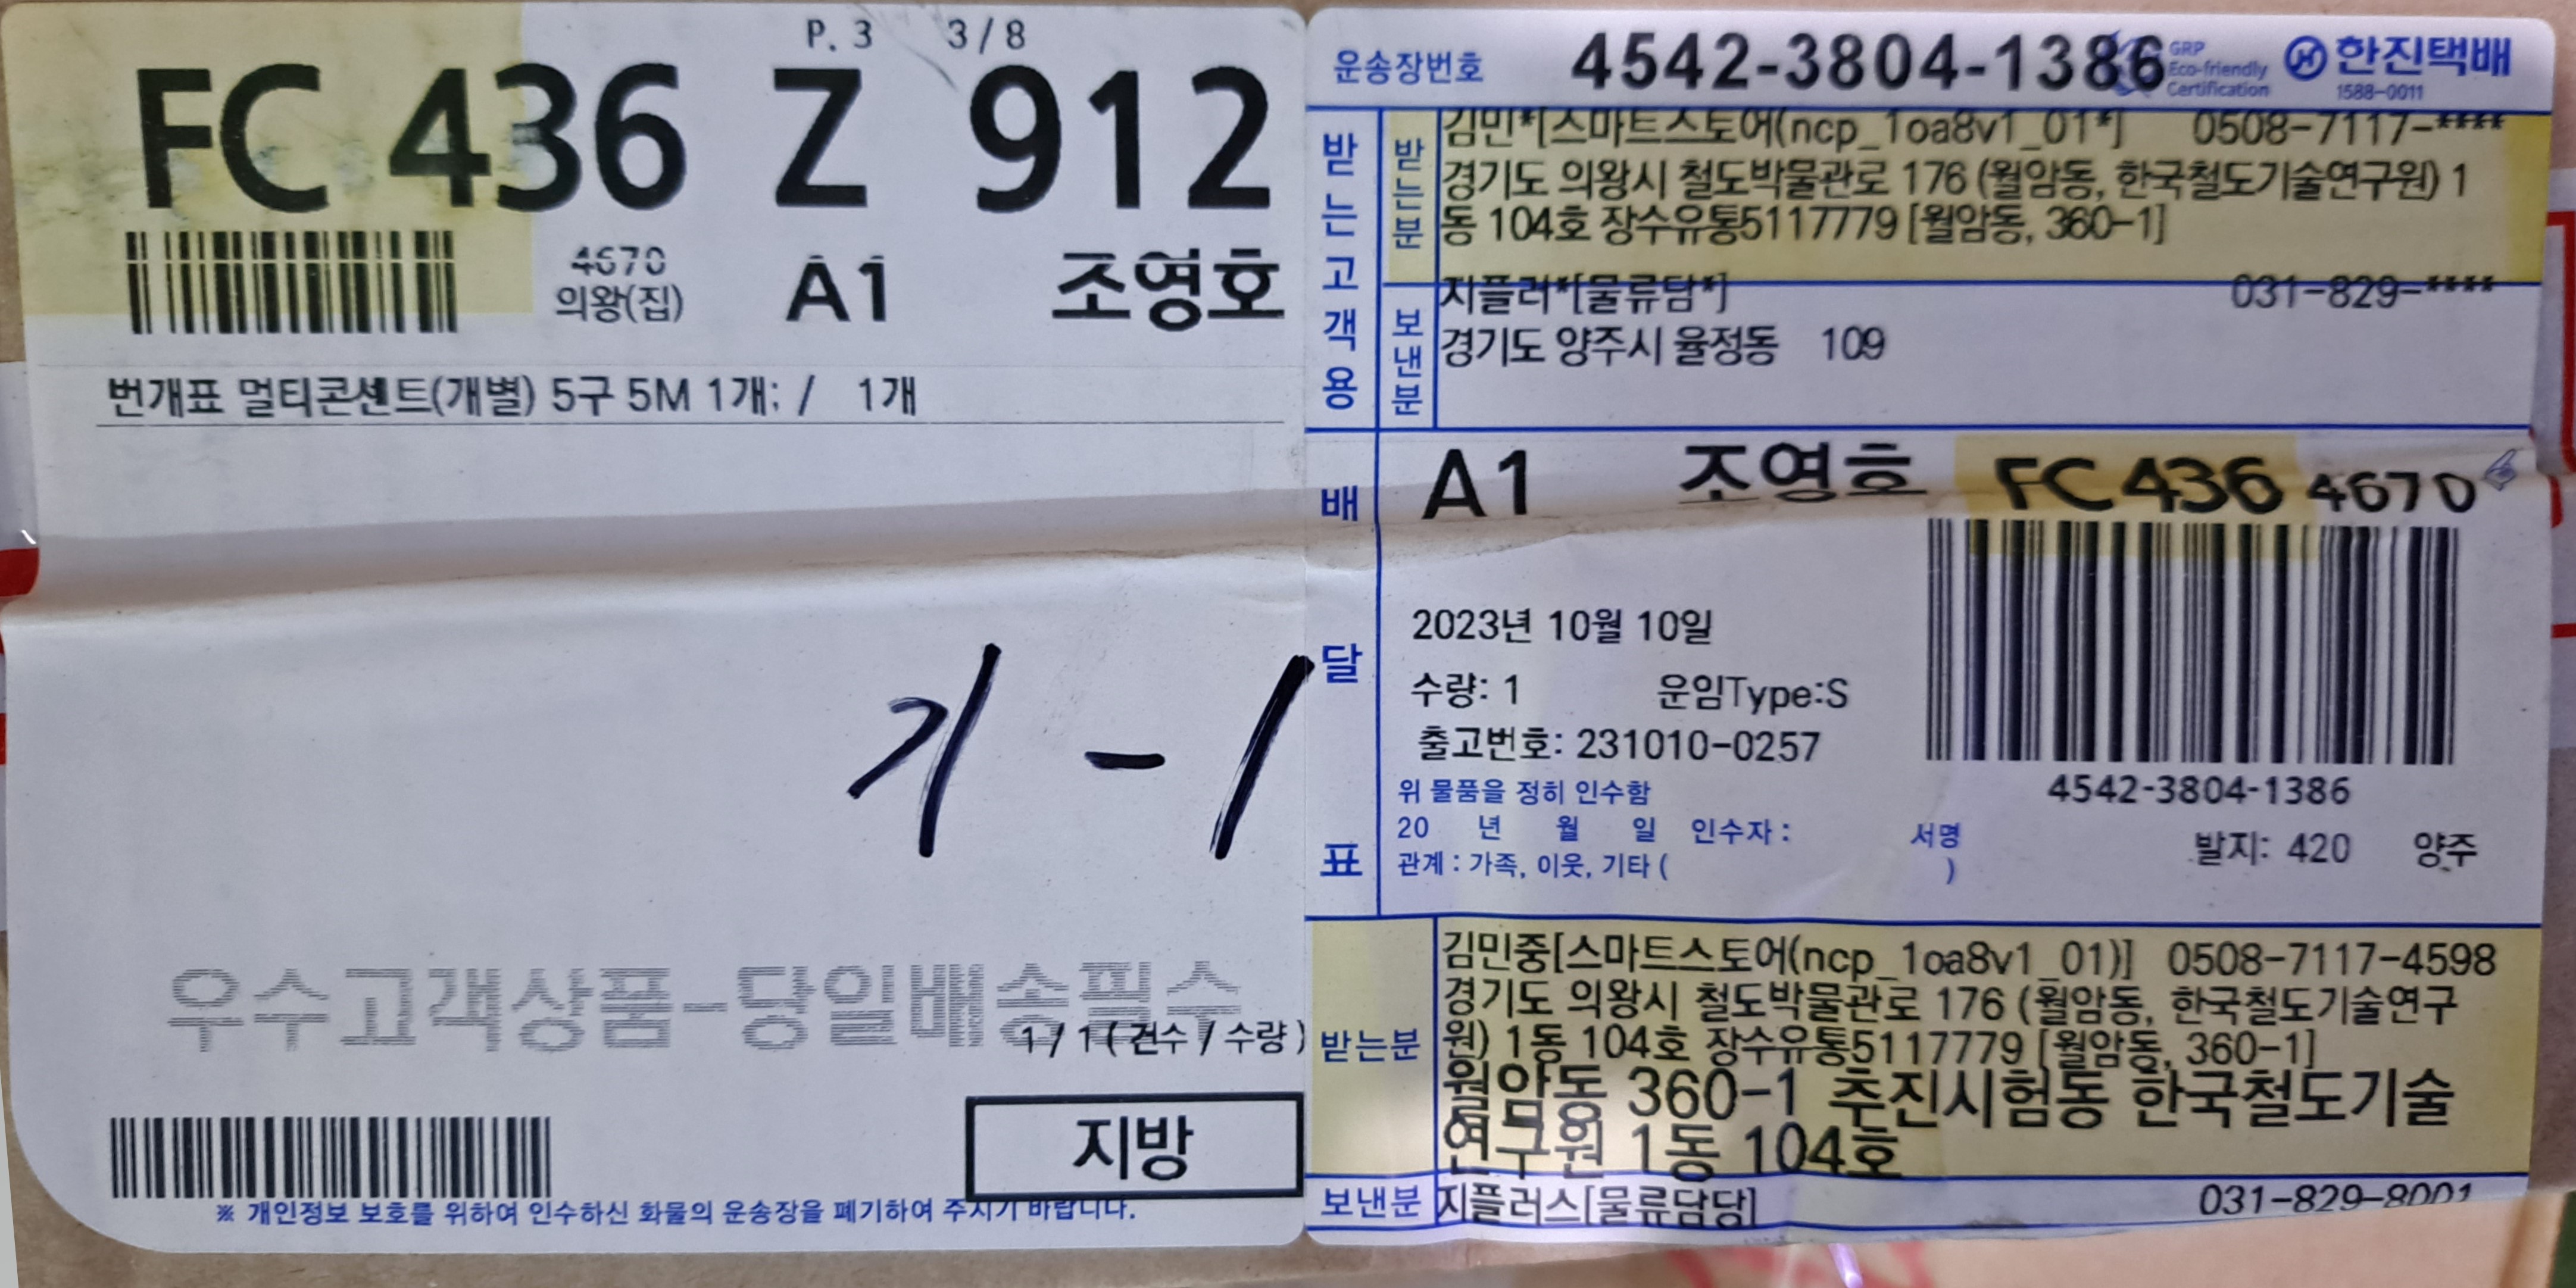 P. 3 3/8
FC 436 Z 912
4670
의왕(집) A1 조영호
번개표 멀티콘센트(개별) 5구 5M 1개; / 1개
기 - 1
우수고객상품-당일배송필수
1 / 1 ( 건수 / 수량 )
지방
※ 개인정보 보호를 위하여 인수하신 화물의 운송장을 폐기하여 주시기 바랍니다.
운송장번호 4542-3804-1386 GRP Eco-friendly Certification 한진택배 1588-0011
받는고객용
받는분
김민*[스마트스토어(ncp_1oa8v1_01*] 0508-7117-****
경기도 의왕시 철도박물관로 176 (월암동, 한국철도기술연구원) 1
동 104호 장수유통5117779 [월암동, 360-1]
보낸분
지플러*[물류담*] 031-829-****
경기도 양주시 율정동 109
배달표
A1 조영호 FC 436 4670
2023년 10월 10일
수량: 1 운임Type:S
출고번호: 231010-0257
4542-3804-1386
위 물품을 정히 인수함
20 년 월 일 인수자 : 서명
관계 : 가족, 이웃, 기타 ( )
발지: 420 양주
받는분
김민중[스마트스토어(ncp_1oa8v1_01)] 0508-7117-4598
경기도 의왕시 철도박물관로 176 (월암동, 한국철도기술연구
원) 1동 104호 장수유통5117779 [월암동, 360-1]
월암동 360-1 추진시험동 한국철도기술
연구원 1동 104호
보낸분 지플러스[물류담당] 031-829-8001